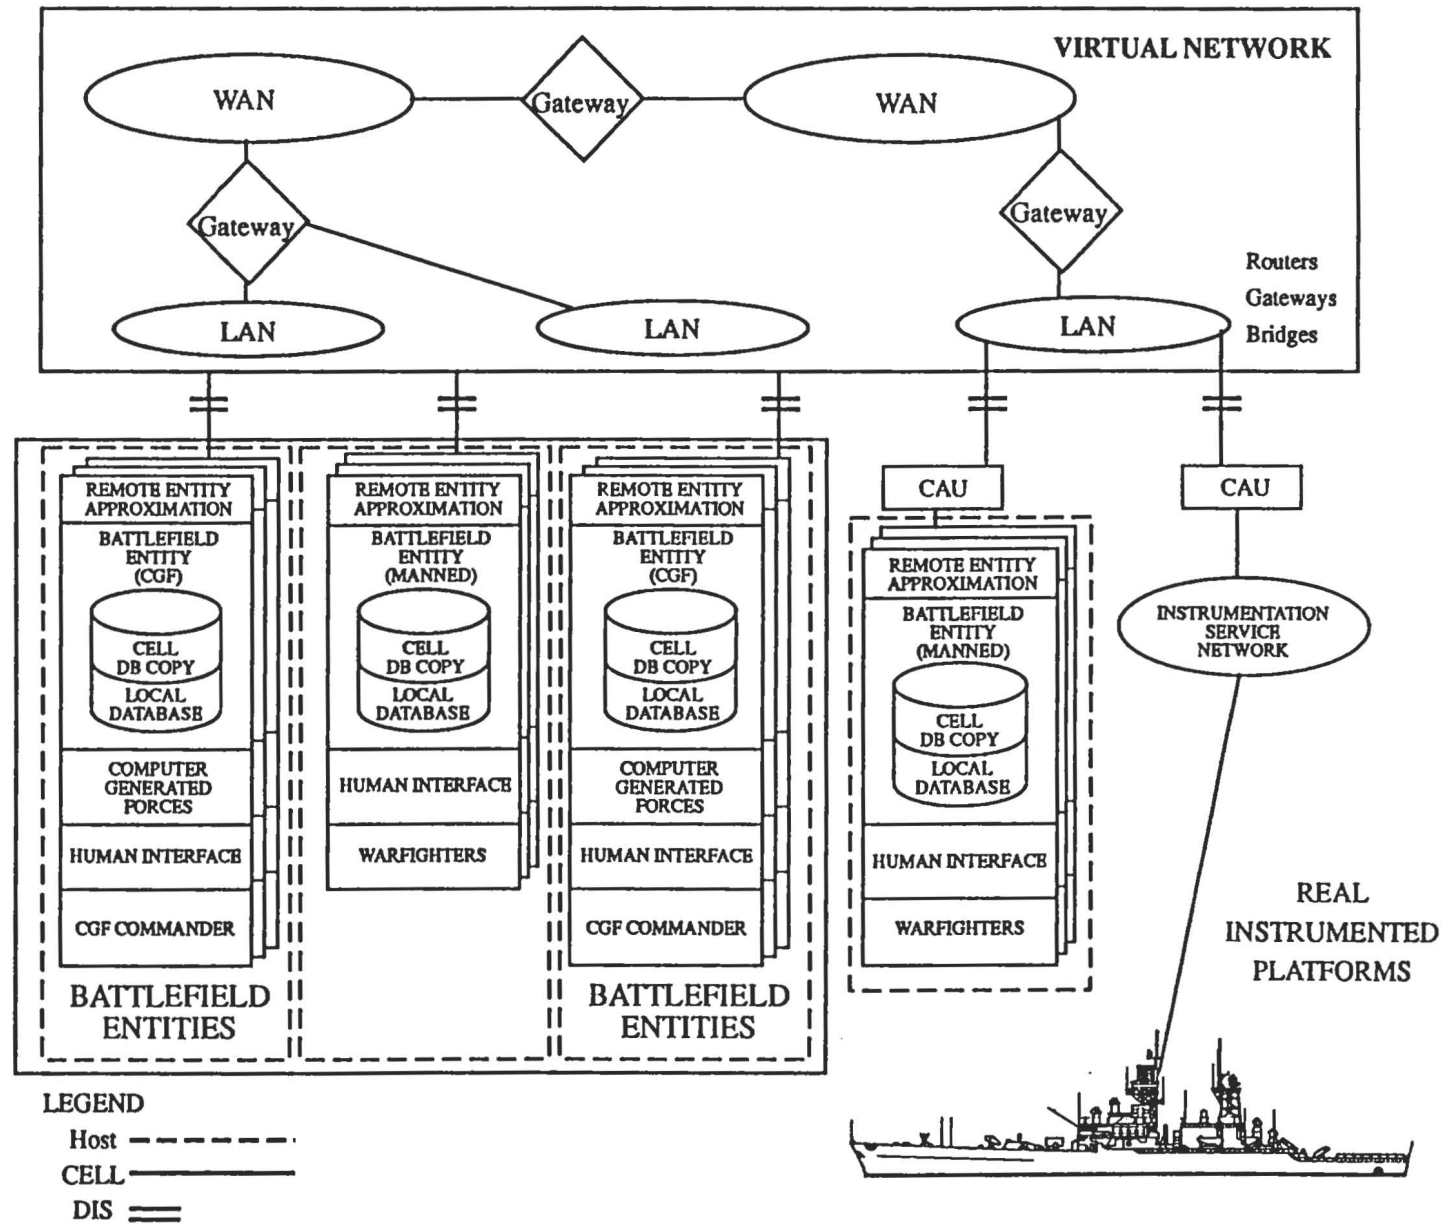 VIRTUAL NETWORK
WAN
Gateway
WAN
Gateway
Gateway
Routers
Gateways
Bridges
LAN
LAN
LAN
REMOTE ENTITY
APPROXIMATION
BATTLEFIELD
ENTITY
(CGF)
CELL
DB COPY
LOCAL
DATABASE
COMPUTER
GENERATED
FORCES
HUMAN INTERFACE
CGF COMMANDER
BATTLEFIELD
ENTITIES
REMOTE ENTITY
APPROXIMATION
BATTLEFIELD
ENTITY
(MANNED)
CELL
DB COPY
LOCAL
DATABASE
HUMAN INTERFACE
WARFIGHTERS
REMOTE ENTITY
APPROXIMATION
BATTLEFIELD
ENTITY
(CGF)
CELL
DB COPY
LOCAL
DATABASE
COMPUTER
GENERATED
FORCES
HUMAN INTERFACE
CGF COMMANDER
BATTLEFIELD
ENTITIES
CAU
REMOTE ENTITY
APPROXIMATION
BATTLEFIELD
ENTITY
(MANNED)
CELL
DB COPY
LOCAL
DATABASE
HUMAN INTERFACE
WARFIGHTERS
CAU
INSTRUMENTATION
SERVICE
NETWORK
REAL
INSTRUMENTED
PLATFORMS
LEGEND
Host
CELL
DIS